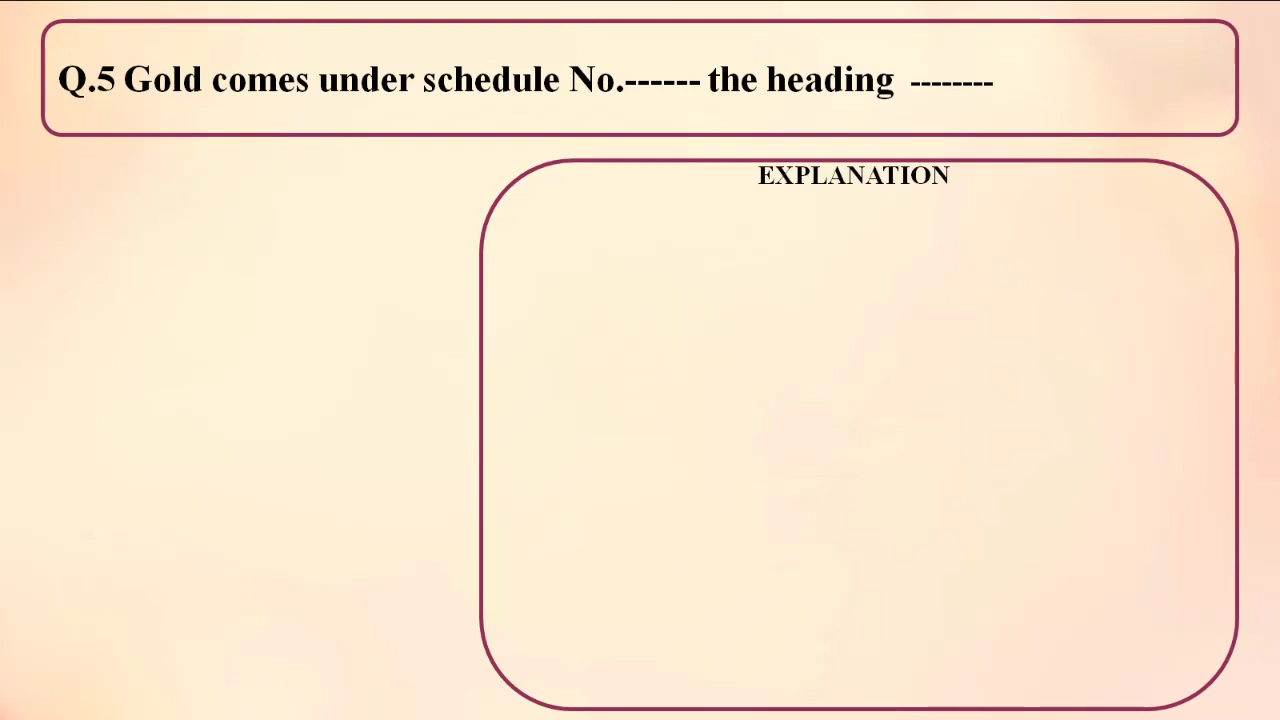 Q.5 Gold comes under schedule No.------ the heading --------
EXPLANATION